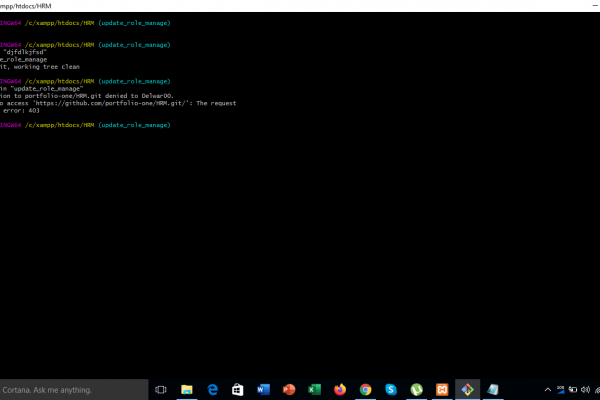 mpp/htdocs/HRM
INGW64 /c/xampp/htdocs/HRM (update_role_manage)
INGW64 /c/xampp/htdocs/HRM (update_role_manage)
"djfdlkjfsd"
e_role_manage
it, working tree clean
INGW64 /c/xampp/htdocs/HRM (update_role_manage)
in "update_role_manage"
ion to portfolio-one/HRM.git denied to Delwar00.
o access 'https://github.com/portfolio-one/HRM.git/': The request
error: 403
INGW64 /c/xampp/htdocs/HRM (update_role_manage)
Cortana. Ask me anything.